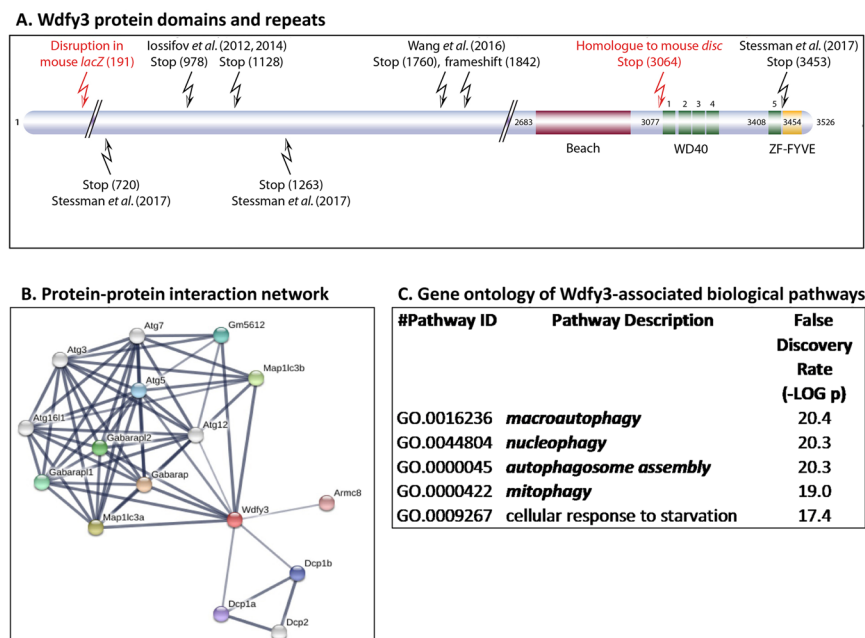 A. Wdfy3 protein domains and repeats
Disruption in
mouse lacZ (191)
Iossifov et al. (2012, 2014)
Stop (978) Stop (1128)
Wang et al. (2016)
Stop (1760), frameshift (1842)
Homologue to mouse disc
Stop (3064)
Stessman et al. (2017)
Stop (3453)
1 2 3 4 5
1 2683 3077 3408 3454 3526
Beach WD40 ZF-FYVE
Stop (720)
Stessman et al. (2017)
Stop (1263)
Stessman et al. (2017)
B. Protein-protein interaction network
Atg7
Gm5612
Atg3
Map1lc3b
Atg5
Atg16l1
Atg12
Gabarapl2
Gabarapl1
Gabarap
Armc8
Map1lc3a
Wdfy3
Dcp1b
Dcp1a
Dcp2
C. Gene ontology of Wdfy3-associated biological pathways
#Pathway ID Pathway Description False
Discovery
Rate
(-LOG p)
GO.0016236 macroautophagy 20.4
GO.0044804 nucleophagy 20.3
GO.0000045 autophagosome assembly 20.3
GO.0000422 mitophagy 19.0
GO.0009267 cellular response to starvation 17.4